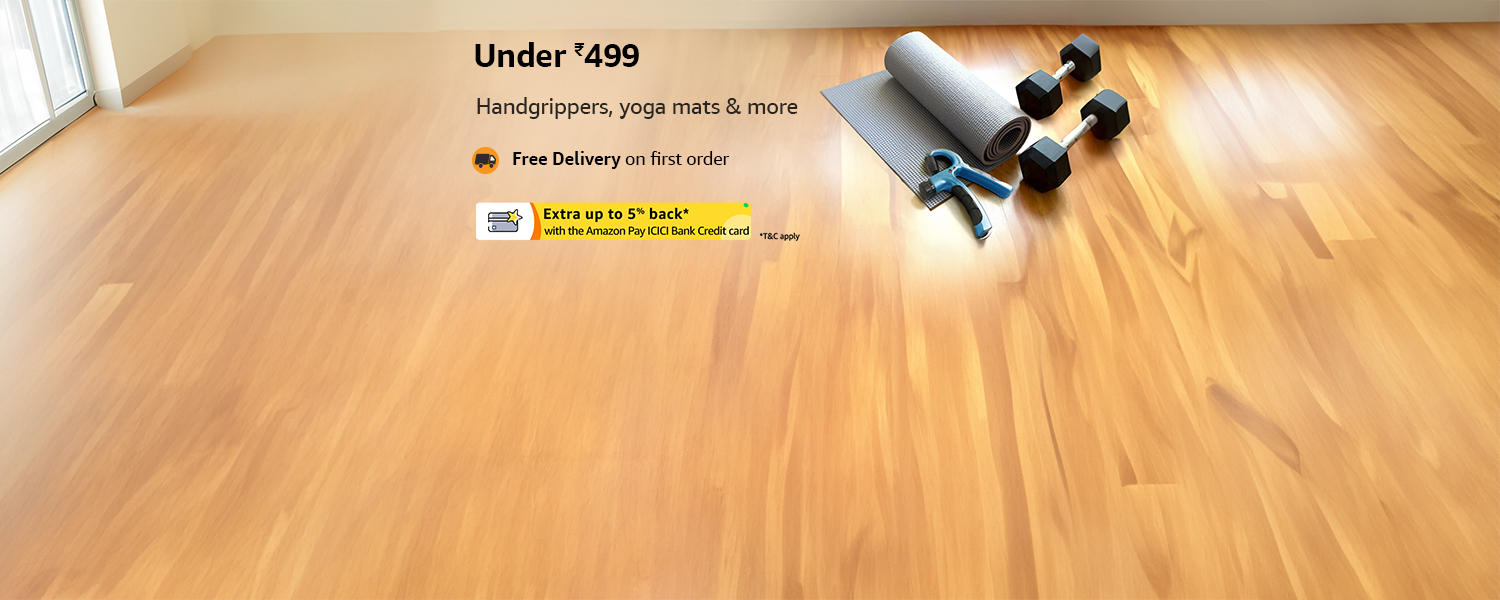 Under ₹499
Handgrippers, yoga mats & more
Free Delivery on first order
Extra up to 5% back*
with the Amazon Pay ICICI Bank Credit card
*T&C apply